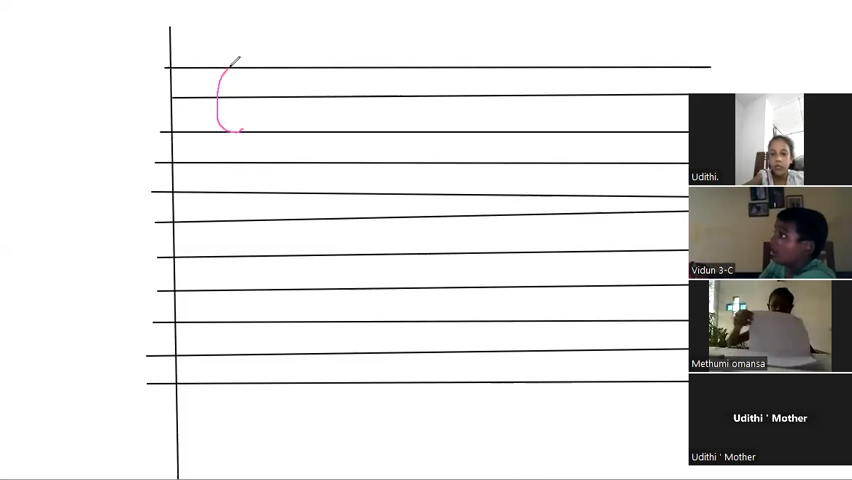 Udithi.
Vidun 3-C
Methumi omansa
Udithi ' Mother
Udithi ' Mother